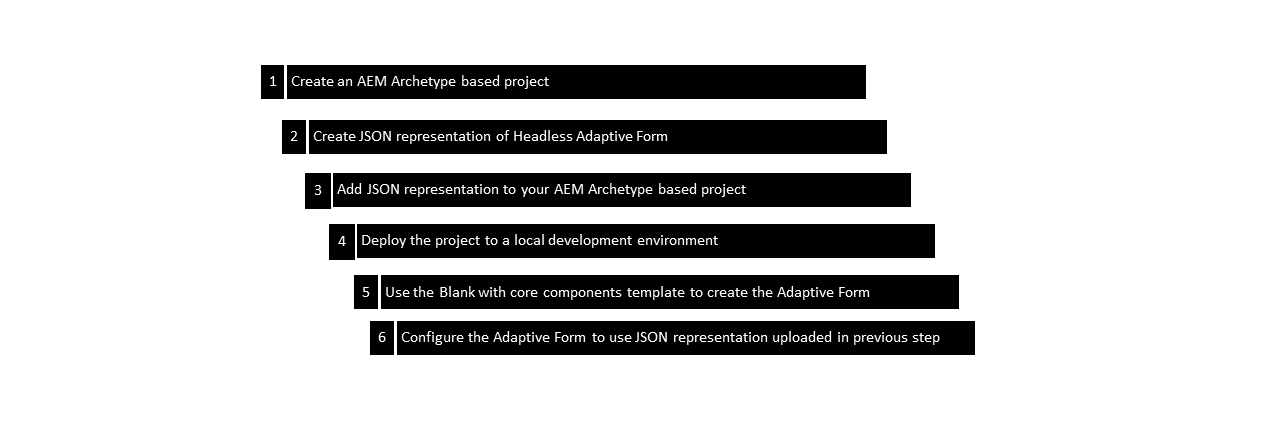 1 Create an AEM Archetype based project
2 Create JSON representation of Headless Adaptive Form
3 Add JSON representation to your AEM Archetype based project
4 Deploy the project to a local development environment
5 Use the Blank with core components template to create the Adaptive Form
6 Configure the Adaptive Form to use JSON representation uploaded in previous step